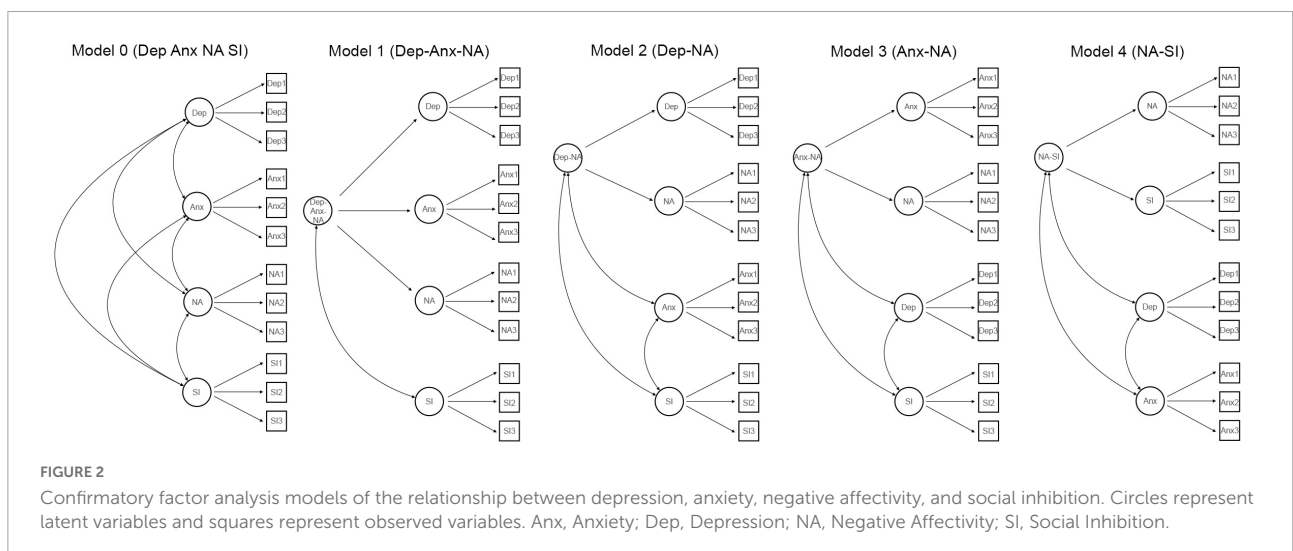 Model 0 (Dep Anx NA SI)
Dep
Dep1
Dep2
Dep3
Anx
Anx1
Anx2
Anx3
NA
NA1
NA2
NA3
SI
SI1
SI2
SI3
Model 1 (Dep-Anx-NA)
Dep-
Anx-
NA
Dep
Dep1
Dep2
Dep3
Anx
Anx1
Anx2
Anx3
NA
NA1
NA2
NA3
SI
SI1
SI2
SI3
Model 2 (Dep-NA)
Dep-NA
Dep
Dep1
Dep2
Dep3
NA
NA1
NA2
NA3
Anx
Anx1
Anx2
Anx3
SI
SI1
SI2
SI3
Model 3 (Anx-NA)
Anx-NA
Anx
Anx1
Anx2
Anx3
NA
NA1
NA2
NA3
Dep
Dep1
Dep2
Dep3
SI
SI1
SI2
SI3
Model 4 (NA-SI)
NA-SI
NA
NA1
NA2
NA3
SI
SI1
SI2
SI3
Dep
Dep1
Dep2
Dep3
Anx
Anx1
Anx2
Anx3
FIGURE 2
Confirmatory factor analysis models of the relationship between depression, anxiety, negative affectivity, and social inhibition. Circles represent
latent variables and squares represent observed variables. Anx, Anxiety; Dep, Depression; NA, Negative Affectivity; SI, Social Inhibition.